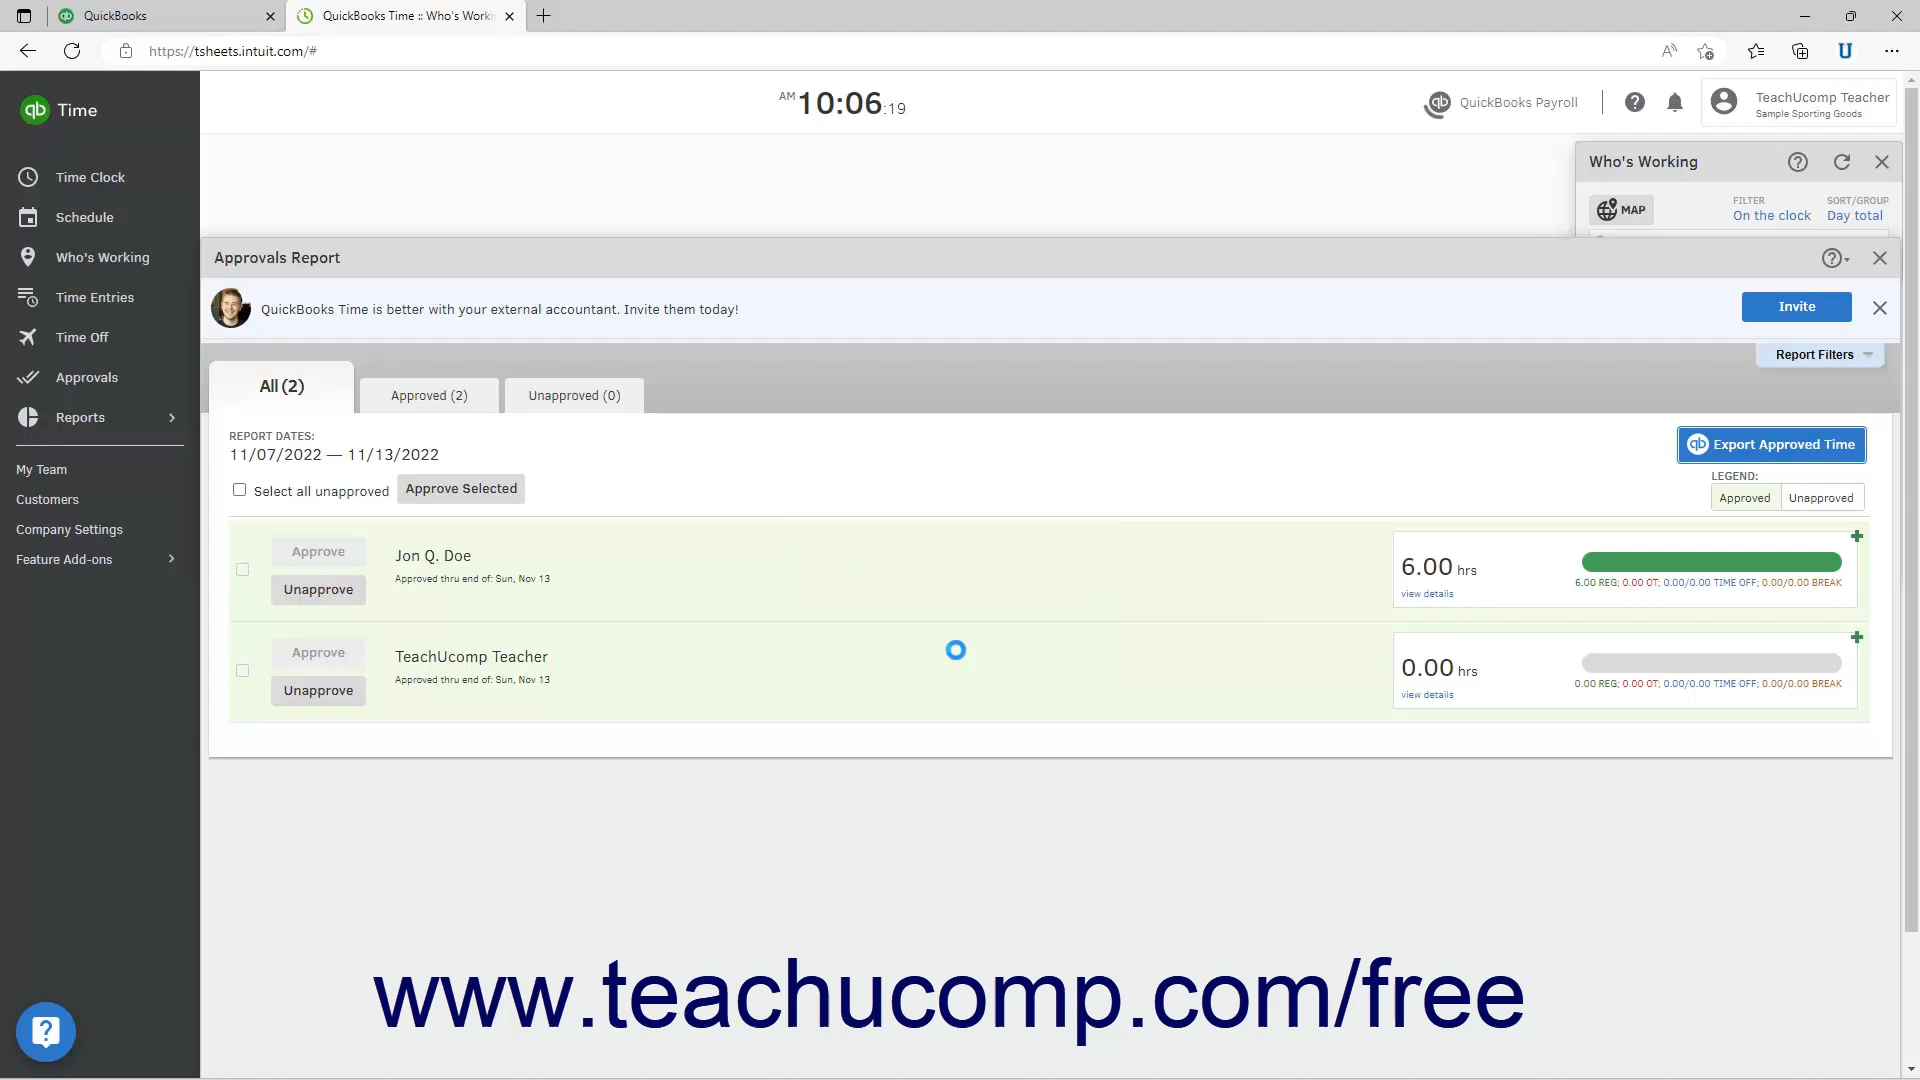 QuickBooks
QuickBooks Time :: Who's Work
https://tsheets.intuit.com/#
qb Time
AM 10:06:19
qb QuickBooks Payroll
TeachUcomp Teacher
Sample Sporting Goods
Time Clock
Schedule
Who's Working
Time Entries
Time Off
Approvals
Reports
My Team
Customers
Company Settings
Feature Add-ons
Who's Working
MAP
FILTER
On the clock
SORT/GROUP
Day total
Approvals Report
QuickBooks Time is better with your external accountant. Invite them today!
Invite
Report Filters
All (2)
Approved (2)
Unapproved (0)
REPORT DATES:
11/07/2022 — 11/13/2022
qb Export Approved Time
Select all unapproved
Approve Selected
LEGEND:
Approved
Unapproved
Approve
Unapprove
Jon Q. Doe
Approved thru end of: Sun, Nov 13
6.00 hrs
view details
6.00 REG; 0.00 OT; 0.00/0.00 TIME OFF; 0.00/0.00 BREAK
Approve
Unapprove
TeachUcomp Teacher
Approved thru end of: Sun, Nov 13
0.00 hrs
view details
0.00 REG; 0.00 OT; 0.00/0.00 TIME OFF; 0.00/0.00 BREAK
www.teachucomp.com/free